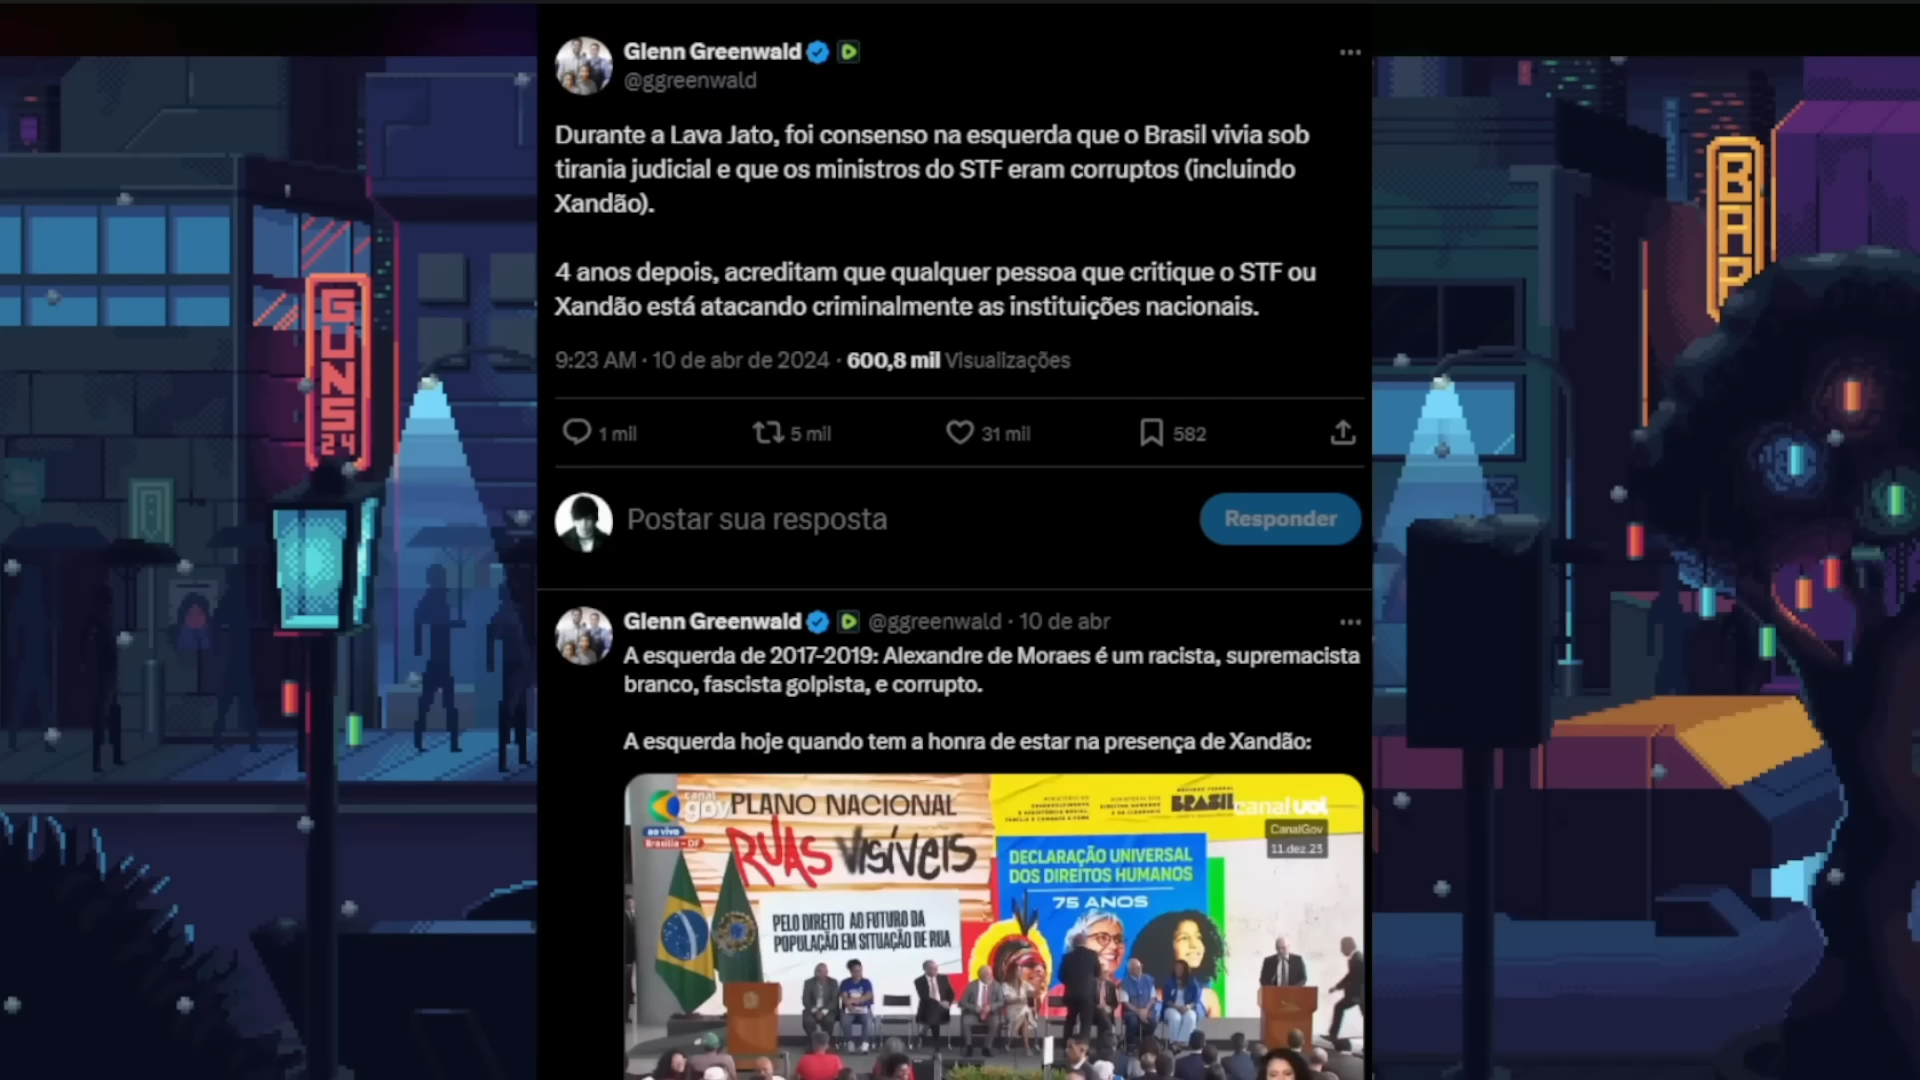 Glenn Greenwald
@ggreenwald
Durante a Lava Jato, foi consenso na esquerda que o Brasil vivia sob
tirania judicial e que os ministros do STF eram corruptos (incluindo
Xandão).
4 anos depois, acreditam que qualquer pessoa que critique o STF ou
Xandão está atacando criminalmente as instituições nacionais.
9:23 AM · 10 de abr de 2024 · 600,8 mil Visualizações
1 mil
5 mil
31 mil
582
Postar sua resposta
Responder
Glenn Greenwald @ggreenwald · 10 de abr
A esquerda de 2017-2019: Alexandre de Moraes é um racista, supremacista
branco, fascista golpista, e corrupto.
A esquerda hoje quando tem a honra de estar na presença de Xandão:
canal
gov
ao vivo
Brasília - DF
PLANO NACIONAL
RUAS VISÍVEIS
PELO DIREITO AO FUTURO DA
POPULAÇÃO EM SITUAÇÃO DE RUA
DECLARAÇÃO UNIVERSAL
DOS DIREITOS HUMANOS
75 ANOS
BRASIL
canal uol
CanalGov
11.dez.23
GUNS
24
BAR